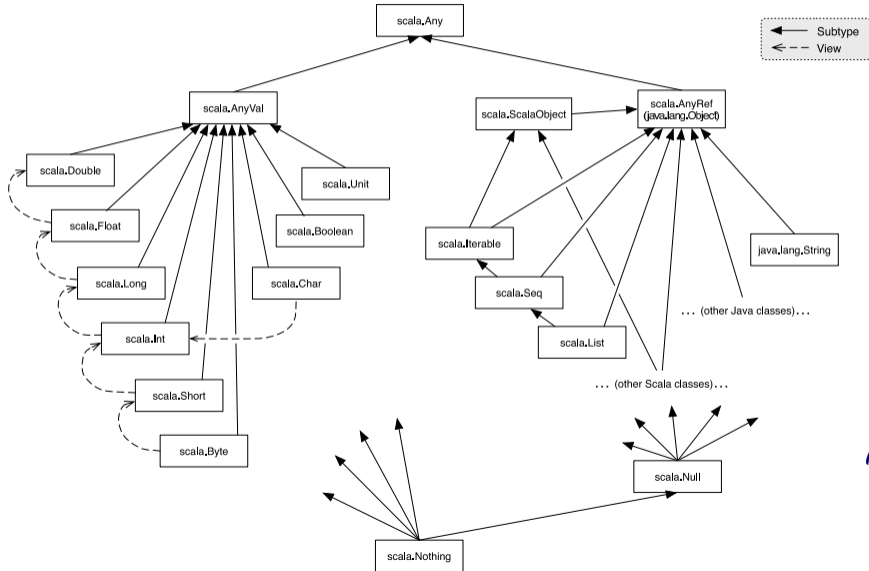 scala.Any
Subtype
View
scala.AnyVal
scala.ScalaObject
scala.AnyRef
(java.lang.Object)
scala.Double
scala.Unit
scala.Float
scala.Boolean
scala.Iterable
java.lang.String
scala.Long
scala.Char
scala.Seq
... (other Java classes)...
scala.Int
scala.List
scala.Short
... (other Scala classes)...
scala.Byte
scala.Null
scala.Nothing